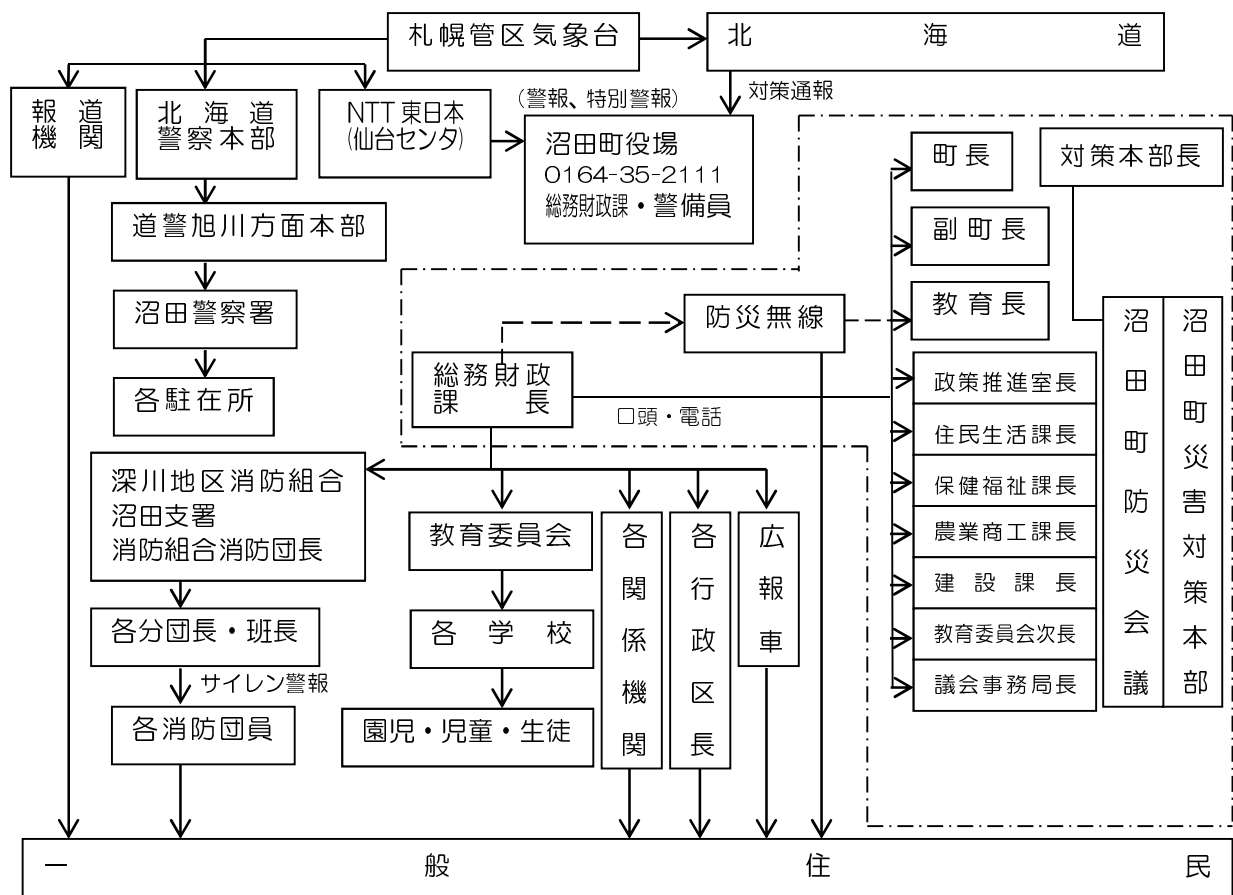 札幌管区気象台
北海道
報道
機関
北海道
警察本部
NTT東日本
(仙台センタ)
(警報、特別警報)
対策通報
沼田町役場
0164-35-2111
総務財政課・警備員
町長
対策本部長
道警旭川方面本部
副町長
沼田警察署
防災無線
教育長
各駐在所
総務財政
課長
口頭・電話
政策推進室長
住民生活課長
保健福祉課長
農業商工課長
建設課長
教育委員会次長
議会事務局長
沼田町防災会議
沼田町災害対策本部
深川地区消防組合
沼田支署
消防組合消防団長
教育委員会
各関係機関
各行政区長
広報車
各分団長・班長
各学校
サイレン警報
各消防団員
園児・児童・生徒
一般住民